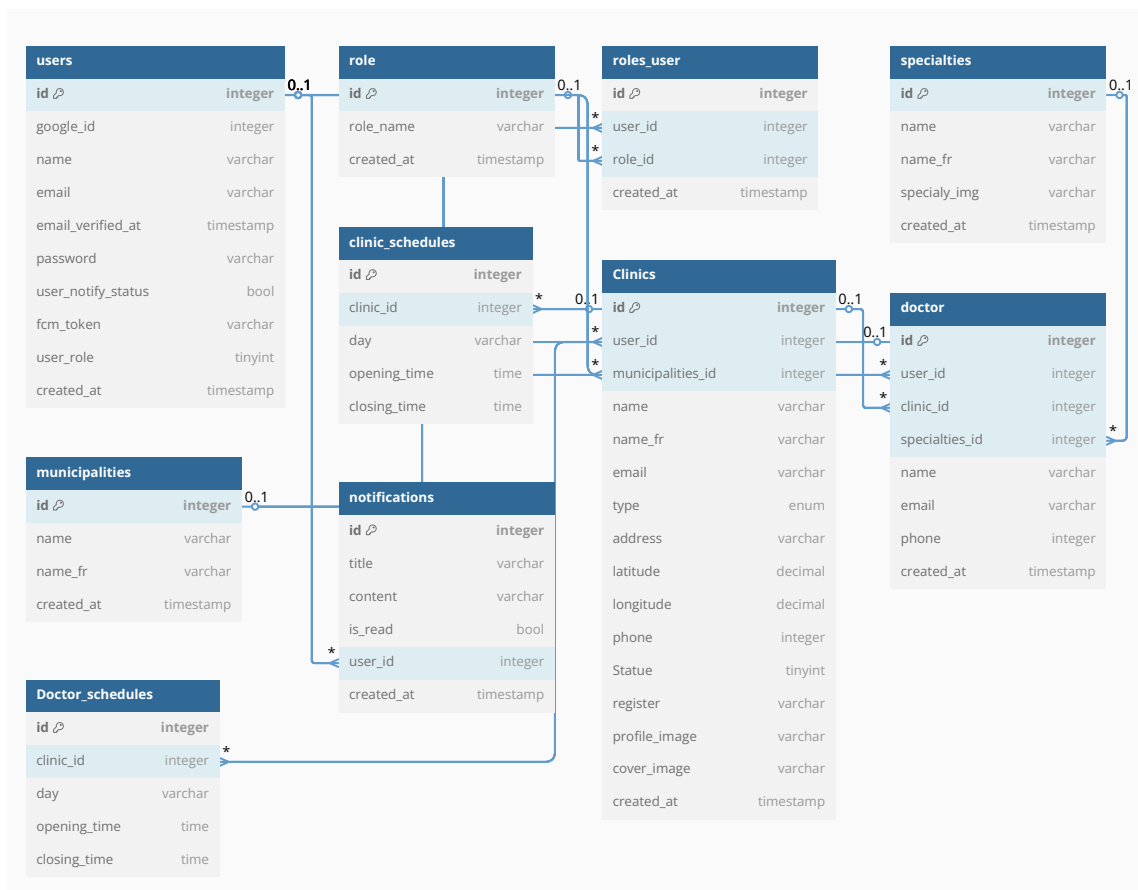 users
id integer
google_id integer
name varchar
email varchar
email_verified_at timestamp
password varchar
user_notify_status bool
fcm_token varchar
user_role tinyint
created_at timestamp
0..1
role
id integer
role_name varchar
created_at timestamp
0..1
roles_user
id integer
* user_id integer
* role_id integer
created_at timestamp
specialties
id integer
name varchar
name_fr varchar
specialy_img varchar
created_at timestamp
0..1
clinic_schedules
id integer
clinic_id integer *
day varchar
opening_time time
closing_time time
Clinics
0..1 id integer 0..1
* user_id integer
* municipalities_id integer
name varchar
name_fr varchar
email varchar
type enum
address varchar
latitude decimal
longitude decimal
phone integer
Statue tinyint
register varchar
profile_image varchar
cover_image varchar
created_at timestamp
doctor
0..1 id integer
* user_id integer
* clinic_id integer
specialties_id integer *
name varchar
email varchar
phone integer
created_at timestamp
municipalities
id integer 0..1
name varchar
name_fr varchar
created_at timestamp
notifications
id integer
title varchar
content varchar
is_read bool
* user_id integer
created_at timestamp
Doctor_schedules
id integer
clinic_id integer *
day varchar
opening_time time
closing_time time